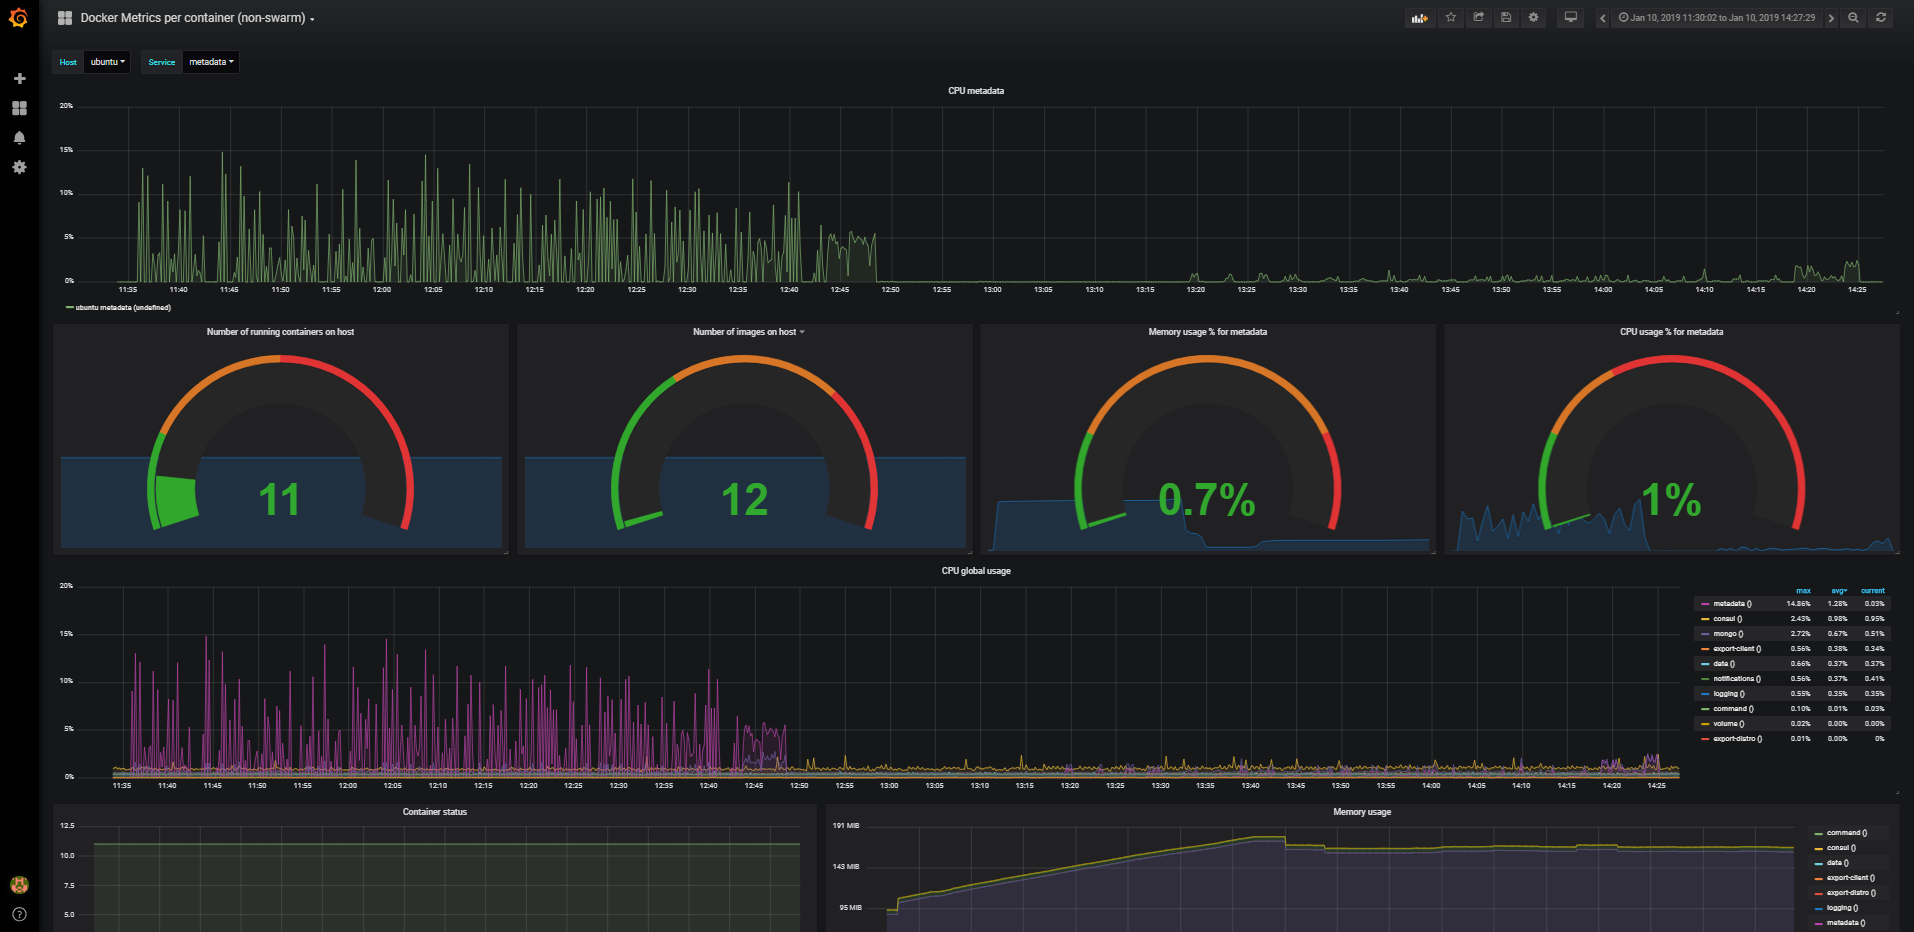 Docker Metrics per container (non-swarm)
Jan 10, 2019 11:30:02 to Jan 10, 2019 14:27:29
Host ubuntu Service metadata
CPU metadata
20%
15%
10%
5%
0%
11:35 11:40 11:45 11:50 11:55 12:00 12:05 12:10 12:15 12:20 12:25 12:30 12:35 12:40 12:45 12:50 12:55 13:00 13:05 13:10 13:15 13:20 13:25 13:30 13:35 13:40 13:45 13:50 13:55 14:00 14:05 14:10 14:15 14:20 14:25
ubuntu metadata (undefined)
Number of running containers on host
11
Number of images on host
12
Memory usage % for metadata
0.7%
CPU usage % for metadata
1%
CPU global usage
20%
15%
10%
5%
0%
11:35 11:40 11:45 11:50 11:55 12:00 12:05 12:10 12:15 12:20 12:25 12:30 12:35 12:40 12:45 12:50 12:55 13:00 13:05 13:10 13:15 13:20 13:25 13:30 13:35 13:40 13:45 13:50 13:55 14:00 14:05 14:10 14:15 14:20 14:25
max avg current
metadata () 14.86% 1.28% 0.03%
consul () 2.43% 0.98% 0.95%
mongo () 2.72% 0.67% 0.51%
export-client () 0.56% 0.38% 0.34%
data () 0.66% 0.37% 0.37%
notifications () 0.56% 0.37% 0.41%
logging () 0.55% 0.35% 0.35%
command () 0.10% 0.01% 0.03%
volume () 0.02% 0.00% 0.00%
export-distro () 0.01% 0.00% 0%
Container status
12.5
10.0
7.5
5.0
Memory usage
191 MiB
143 MiB
95 MiB
command ()
consul ()
data ()
export-client ()
export-distro ()
logging ()
metadata ()